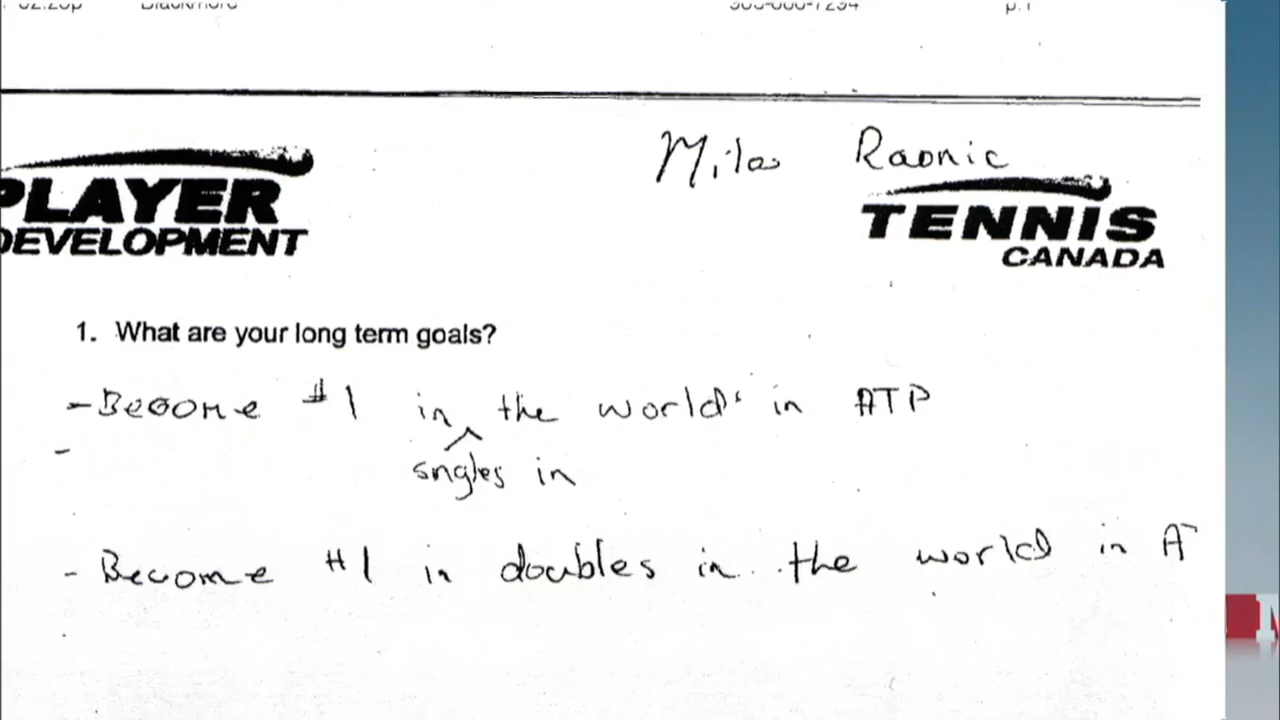 Milos Raonic
PLAYER
DEVELOPMENT
TENNIS
CANADA
1. What are your long term goals?
- Become #1 in the world in ATP
-
singles in
- Become #1 in doubles in the world in A